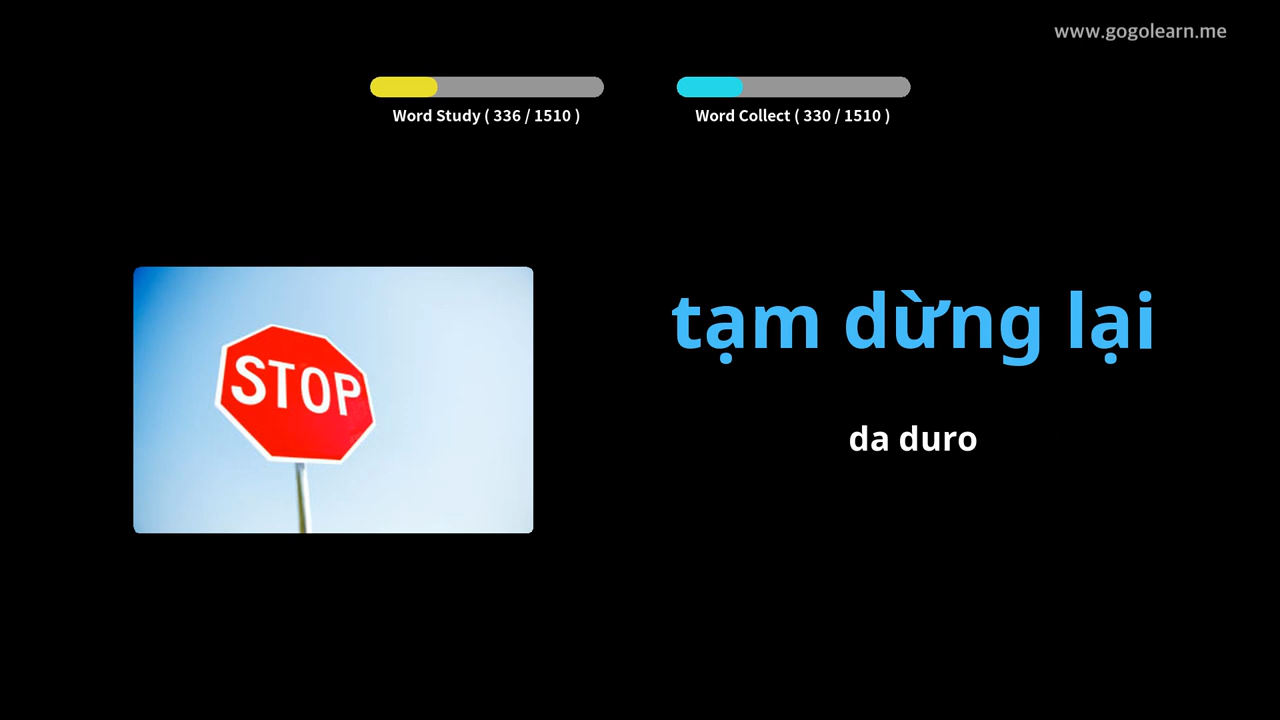 www.gogolearn.me
Word Study ( 336 / 1510 )
Word Collect ( 330 / 1510 )
STOP
tạm dừng lại
da duro